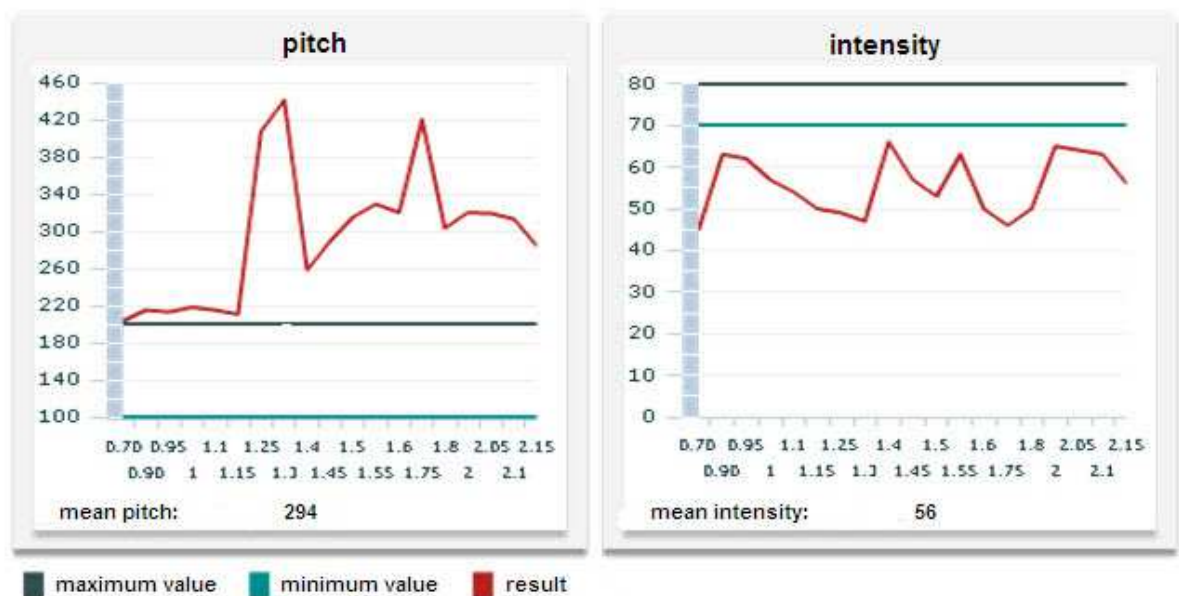 pitch
460
420
380
340
300
260
220
180
140
100
0.70 0.95 1.1 1.25 1.4 1.5 1.6 1.8 2.05 2.15
0.90 1 1.15 1.3 1.45 1.55 1.75 2 2.1
mean pitch: 294
intensity
80
70
60
50
40
30
20
10
0
0.70 0.95 1.1 1.25 1.4 1.5 1.6 1.8 2.05 2.15
0.90 1 1.15 1.3 1.45 1.55 1.75 2 2.1
mean intensity: 56
maximum value minimum value result